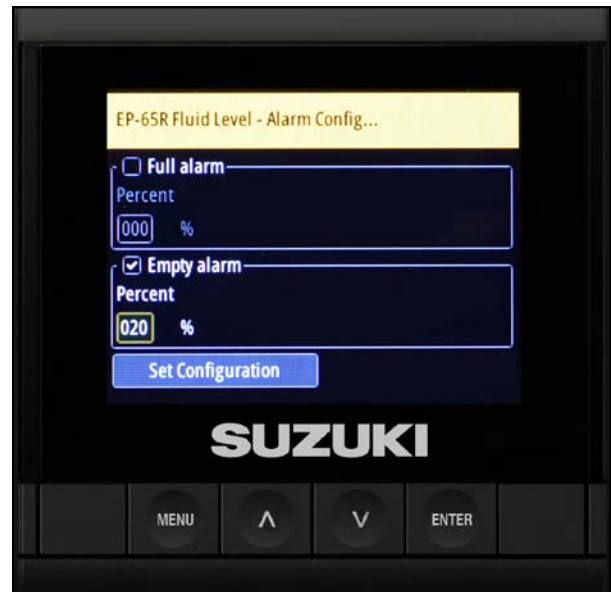 EP-65R Fluid Level - Alarm Config...
Full alarm
Percent
000 %
Empty alarm
Percent
020 %
Set Configuration
SUZUKI
MENU ∧ ∨ ENTER